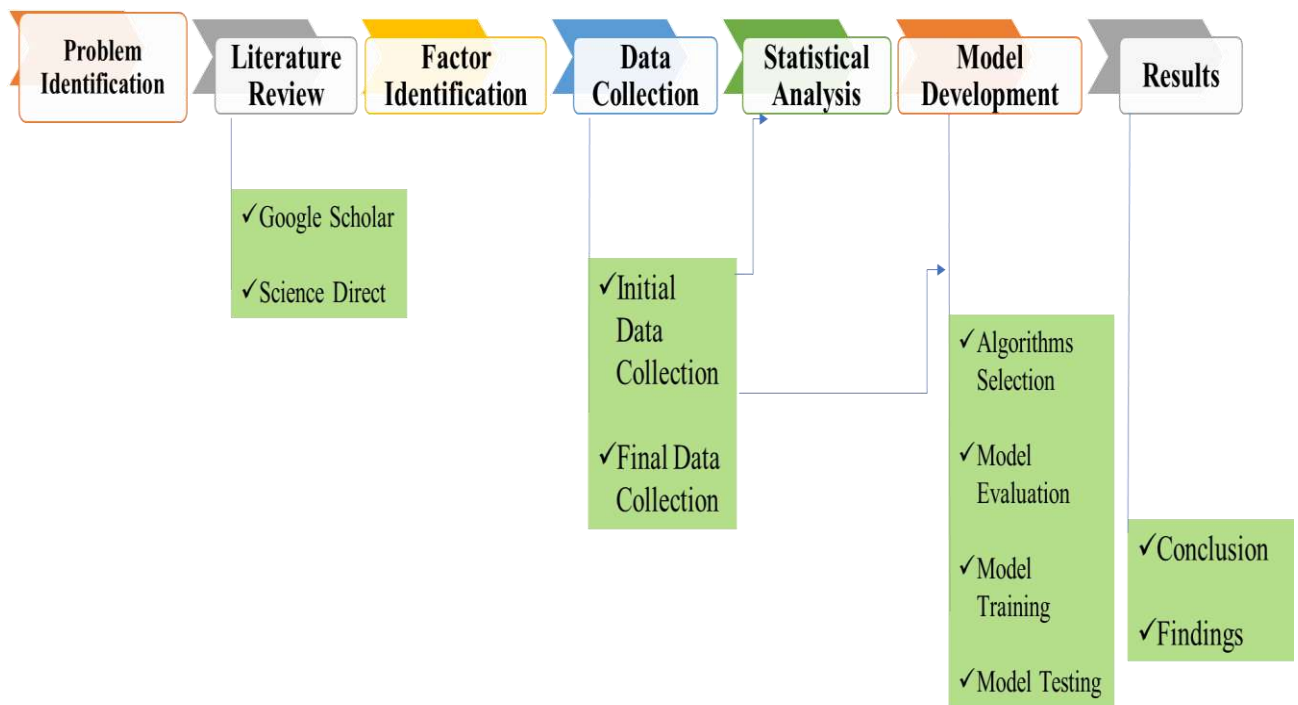 Problem
Identification
Literature
Review
Factor
Identification
Data
Collection
Statistical
Analysis
Model
Development
Results
✓Google Scholar
✓Science Direct
✓Initial
Data
Collection
✓Final Data
Collection
✓Algorithms
Selection
✓Model
Evaluation
✓Model
Training
✓Model Testing
✓Conclusion
✓Findings